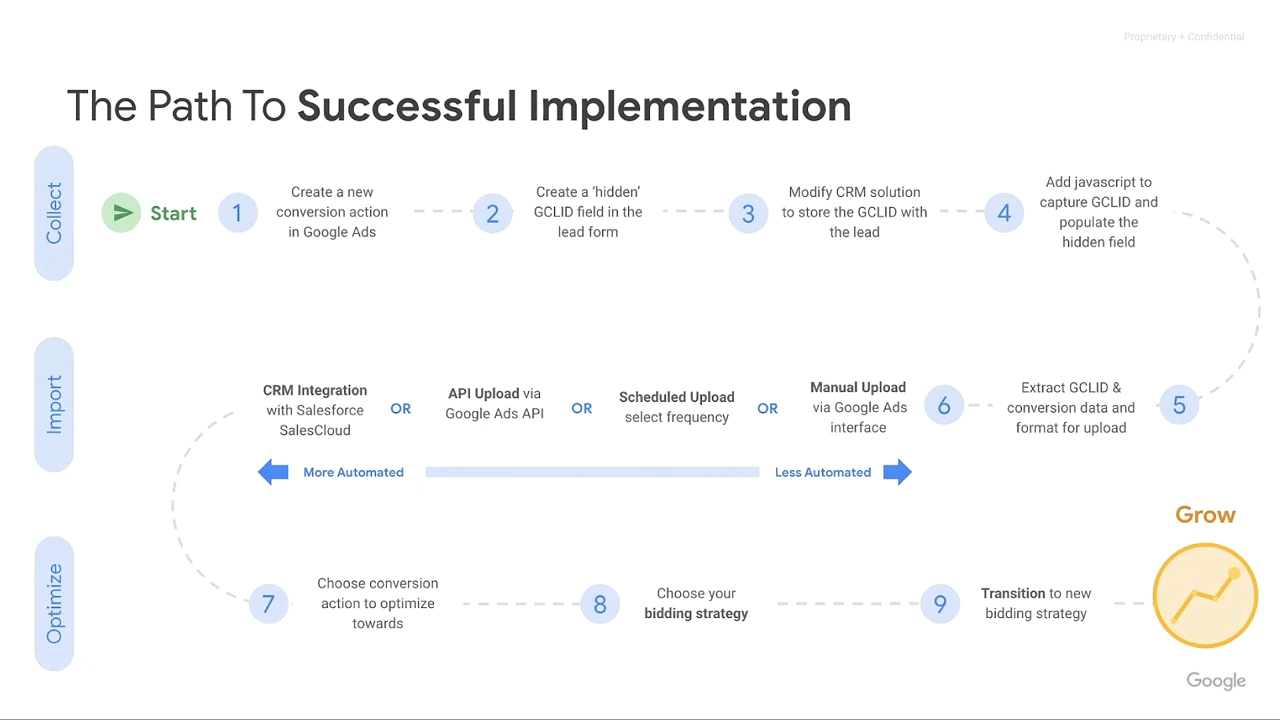 Proprietary + Confidential
The Path To Successful Implementation
Collect
Start
1
Create a new
conversion action
in Google Ads
2
Create a ‘hidden’
GCLID field in the
lead form
3
Modify CRM solution
to store the GCLID with
the lead
4
Add javascript to
capture GCLID and
populate the
hidden field
Import
5
Extract GCLID &
conversion data and
format for upload
6
Manual Upload
via Google Ads
interface
OR
Scheduled Upload
select frequency
OR
API Upload via
Google Ads API
OR
CRM Integration
with Salesforce
SalesCloud
More Automated
Less Automated
Optimize
7
Choose conversion
action to optimize
towards
8
Choose your
bidding strategy
9
Transition to new
bidding strategy
Grow
Google